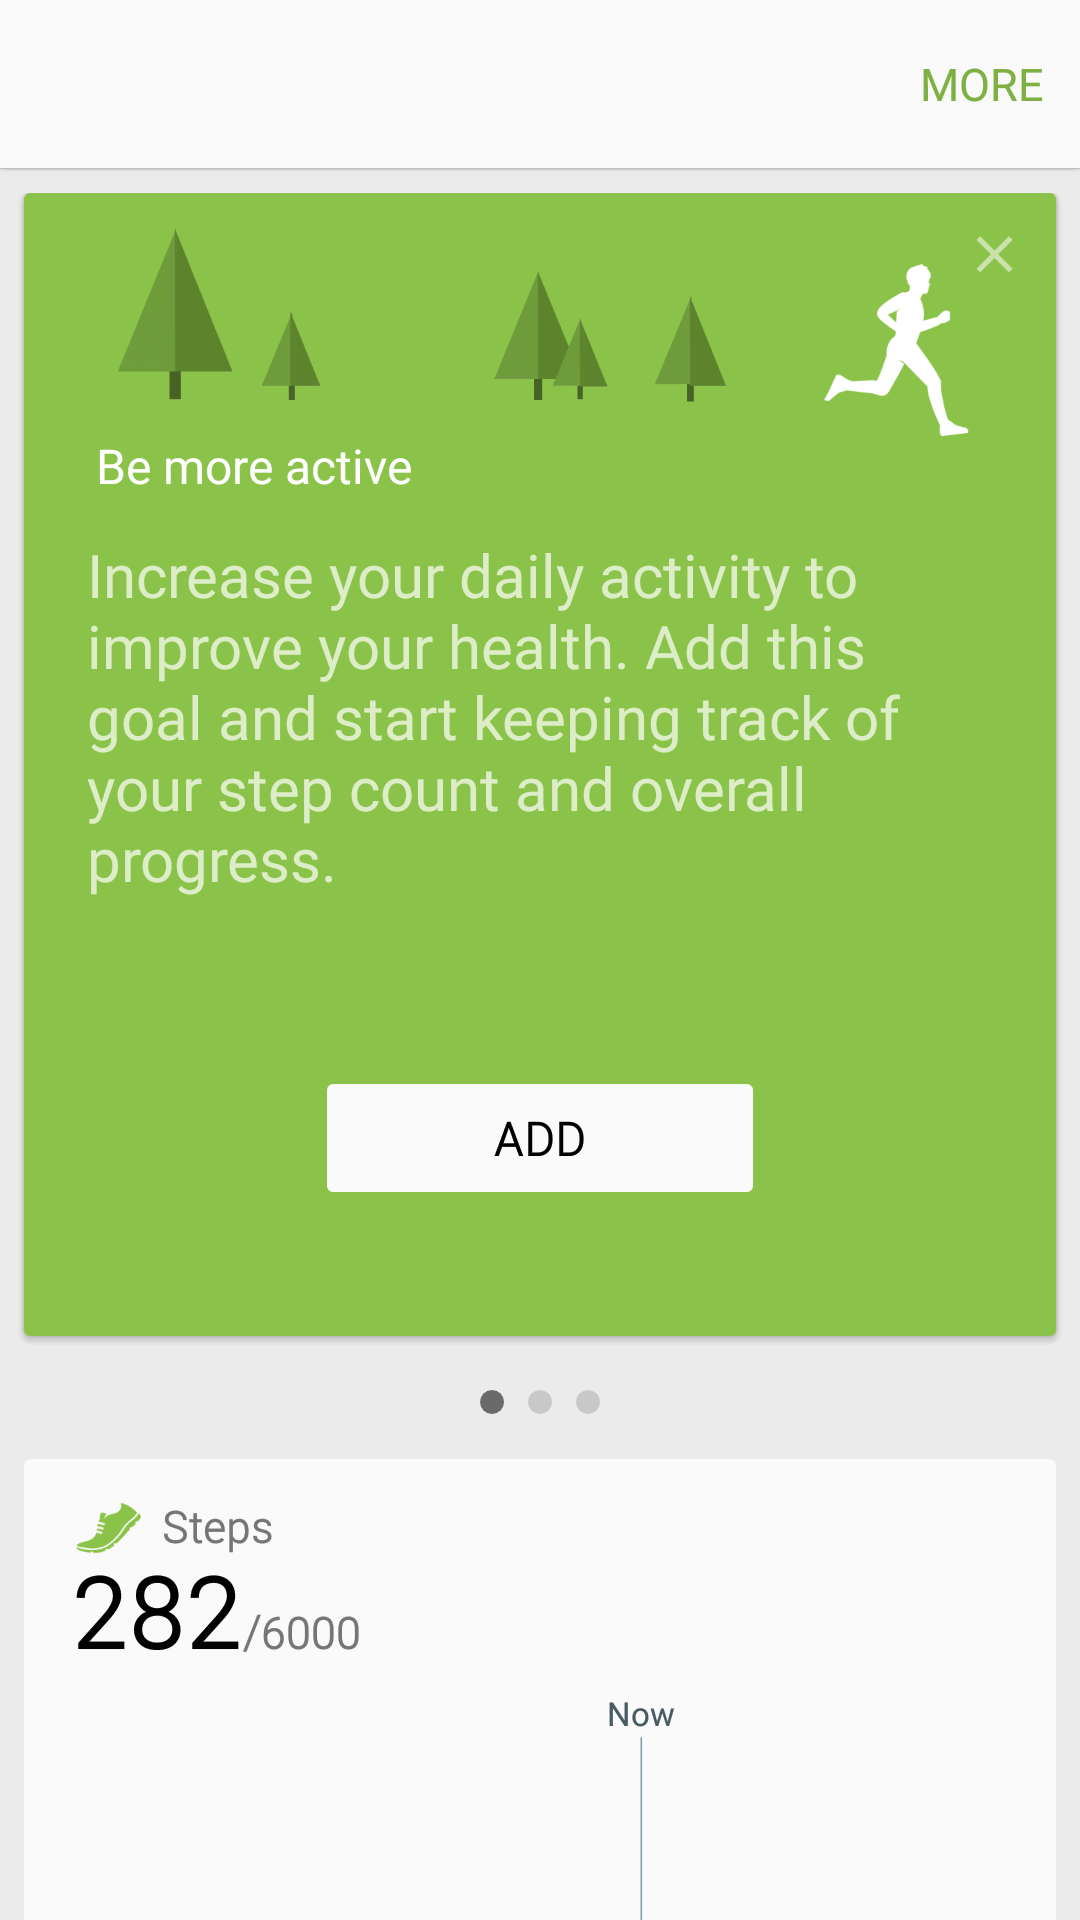 MORE
Be more active
Increase your daily activity to
improve your health. Add this
goal and start keeping track of
your step count and overall
progress.
ADD
Steps
282/6000
Now